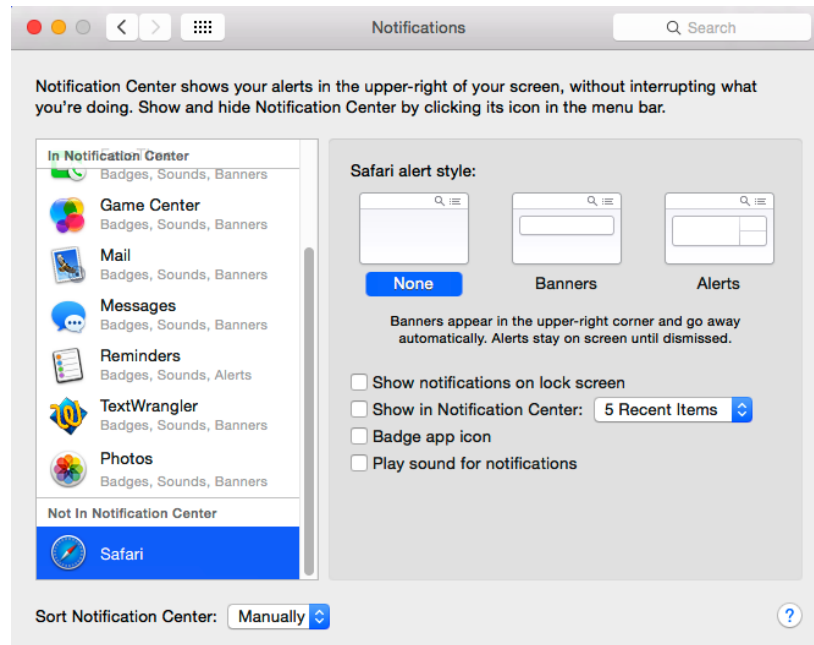 Notifications
Search
Notification Center shows your alerts in the upper-right of your screen, without interrupting what
you're doing. Show and hide Notification Center by clicking its icon in the menu bar.
In Notification Center
Badges, Sounds, Banners
Game Center
Badges, Sounds, Banners
Mail
Badges, Sounds, Banners
Messages
Badges, Sounds, Banners
Reminders
Badges, Sounds, Alerts
TextWrangler
Badges, Sounds, Banners
Photos
Badges, Sounds, Banners
Not In Notification Center
Safari
Safari alert style:
None
Banners
Alerts
Banners appear in the upper-right corner and go away
automatically. Alerts stay on screen until dismissed.
Show notifications on lock screen
Show in Notification Center: 5 Recent Items
Badge app icon
Play sound for notifications
Sort Notification Center: Manually
?